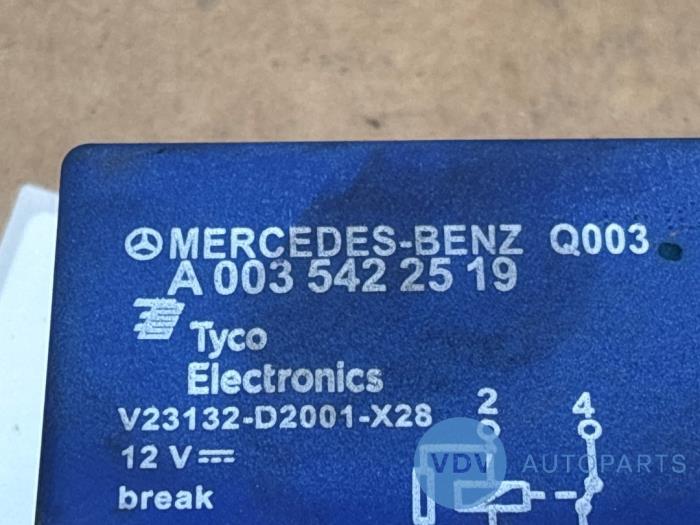 MERCEDES-BENZ Q003
A 003 542 25 19
Tyco
Electronics
V23132-D2001-X28
2 4
12 V
VDV AUTOPARTS
break